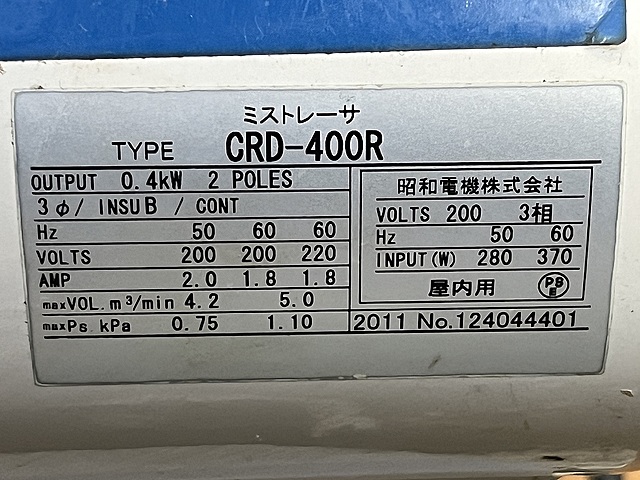 ミストレーサ
TYPE CRD-400R
OUTPUT 0.4kW 2 POLES
3φ/ INSU B / CONT
Hz 50 60 60
VOLTS 200 200 220
AMP 2.0 1.8 1.8
maxVOL. m³/min 4.2 5.0
maxPs. kPa 0.75 1.10
昭和電機株式会社
VOLTS 200 3相
Hz 50 60
INPUT(W) 280 370
屋内用
2011 No.124044401